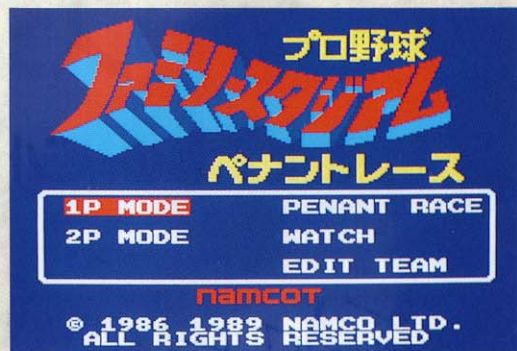 プロ野球
ファミリースタジアム
ペナントレース
1P MODE PENANT RACE
2P MODE WATCH
EDIT TEAM
namcot
© 1986 1989 NAMCO LTD.
ALL RIGHTS RESERVED